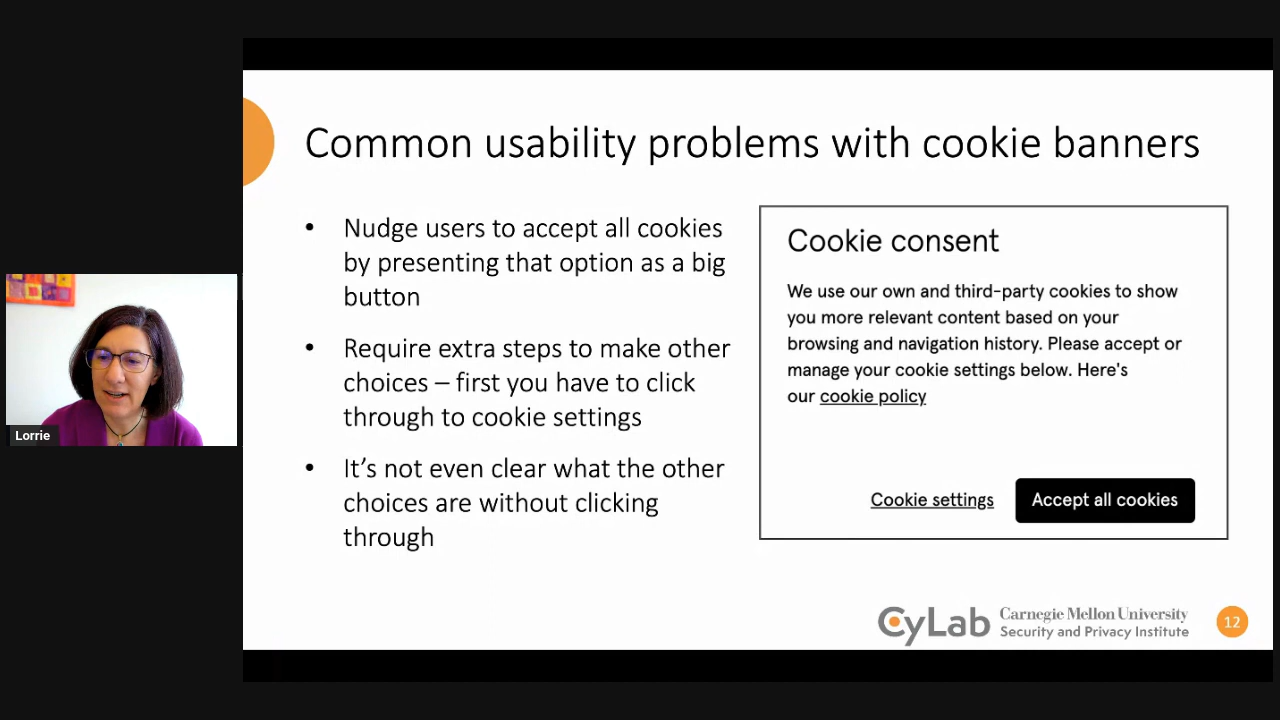 Common usability problems with cookie banners
• Nudge users to accept all cookies
by presenting that option as a big
button
• Require extra steps to make other
choices – first you have to click
through to cookie settings
• It’s not even clear what the other
choices are without clicking
through
Cookie consent
We use our own and third-party cookies to show
you more relevant content based on your
browsing and navigation history. Please accept or
manage your cookie settings below. Here's
our cookie policy
Cookie settings
Accept all cookies
Lorrie
CyLab
Carnegie Mellon University
Security and Privacy Institute
12